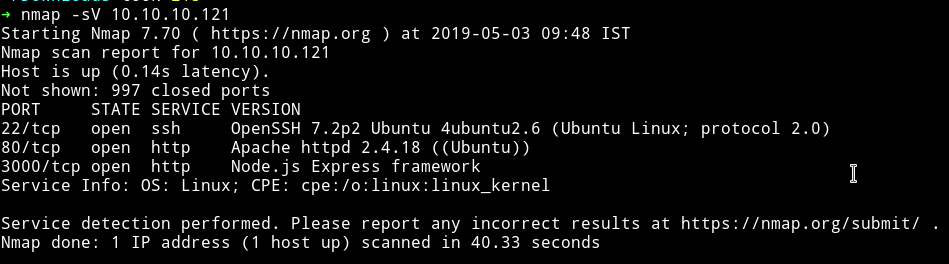 ➜ nmap -sV 10.10.10.121
Starting Nmap 7.70 ( https://nmap.org ) at 2019-05-03 09:48 IST
Nmap scan report for 10.10.10.121
Host is up (0.14s latency).
Not shown: 997 closed ports
PORT     STATE SERVICE VERSION
22/tcp   open  ssh     OpenSSH 7.2p2 Ubuntu 4ubuntu2.6 (Ubuntu Linux; protocol 2.0)
80/tcp   open  http    Apache httpd 2.4.18 ((Ubuntu))
3000/tcp open  http    Node.js Express framework
Service Info: OS: Linux; CPE: cpe:/o:linux:linux_kernel
Service detection performed. Please report any incorrect results at https://nmap.org/submit/ .
Nmap done: 1 IP address (1 host up) scanned in 40.33 seconds